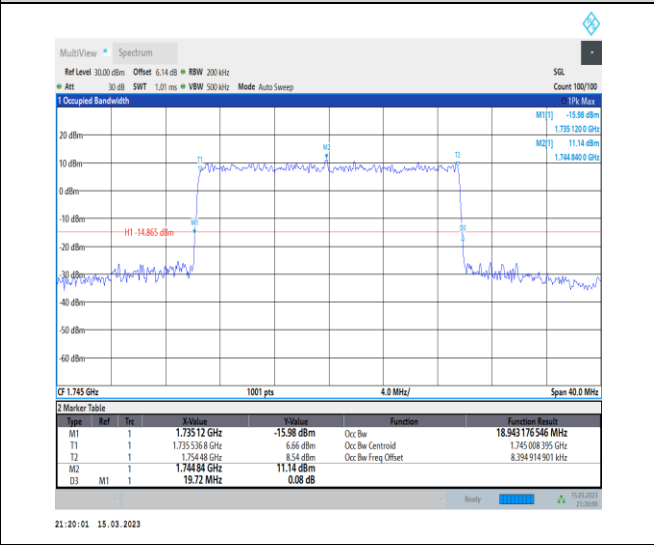 MultiView Spectrum
Ref Level 30.00 dBm Offset 6.14 dB RBW 200 kHz SGL
Att 30 dB SWT 1.01 ms VBW 500 kHz Mode Auto Sweep Count 100/100
1 Occupied Bandwidth 1Pk Max
M1[1] -15.98 dBm
1.735 120 0 GHz
M2[1] 11.14 dBm
1.744 840 0 GHz
20 dBm
10 dBm
0 dBm
-10 dBm
-20 dBm
-30 dBm
-40 dBm
-50 dBm
-60 dBm
T1
M2
T2
M1
D3
H1 -14.865 dBm
CF 1.745 GHz 1001 pts 4.0 MHz/ Span 40.0 MHz
2 Marker Table
Type Ref Trc X-Value Y-Value Function Function Result
M1 1 1.735 12 GHz -15.98 dBm Occ Bw 18.943 176 546 MHz
T1 1 1.735 536 8 GHz 6.66 dBm Occ Bw Centroid 1.745 008 395 GHz
T2 1 1.754 48 GHz 8.54 dBm Occ Bw Freq Offset 8.394 914 901 kHz
M2 1 1.744 84 GHz 11.14 dBm
D3 M1 1 19.72 MHz 0.08 dB
Ready 15.03.2023
21:20:00
21:20:01 15.03.2023